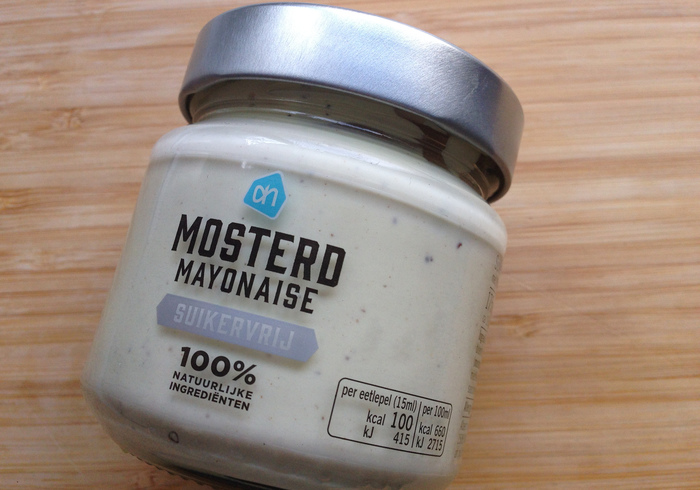 ah
MOSTERD
MAYONAISE
SUIKERVRIJ
100%
NATUURLIJKE
INGREDIËNTEN
per eetlepel (15ml) per 100ml
kcal 100 kcal 660
kJ 415 kJ 2715